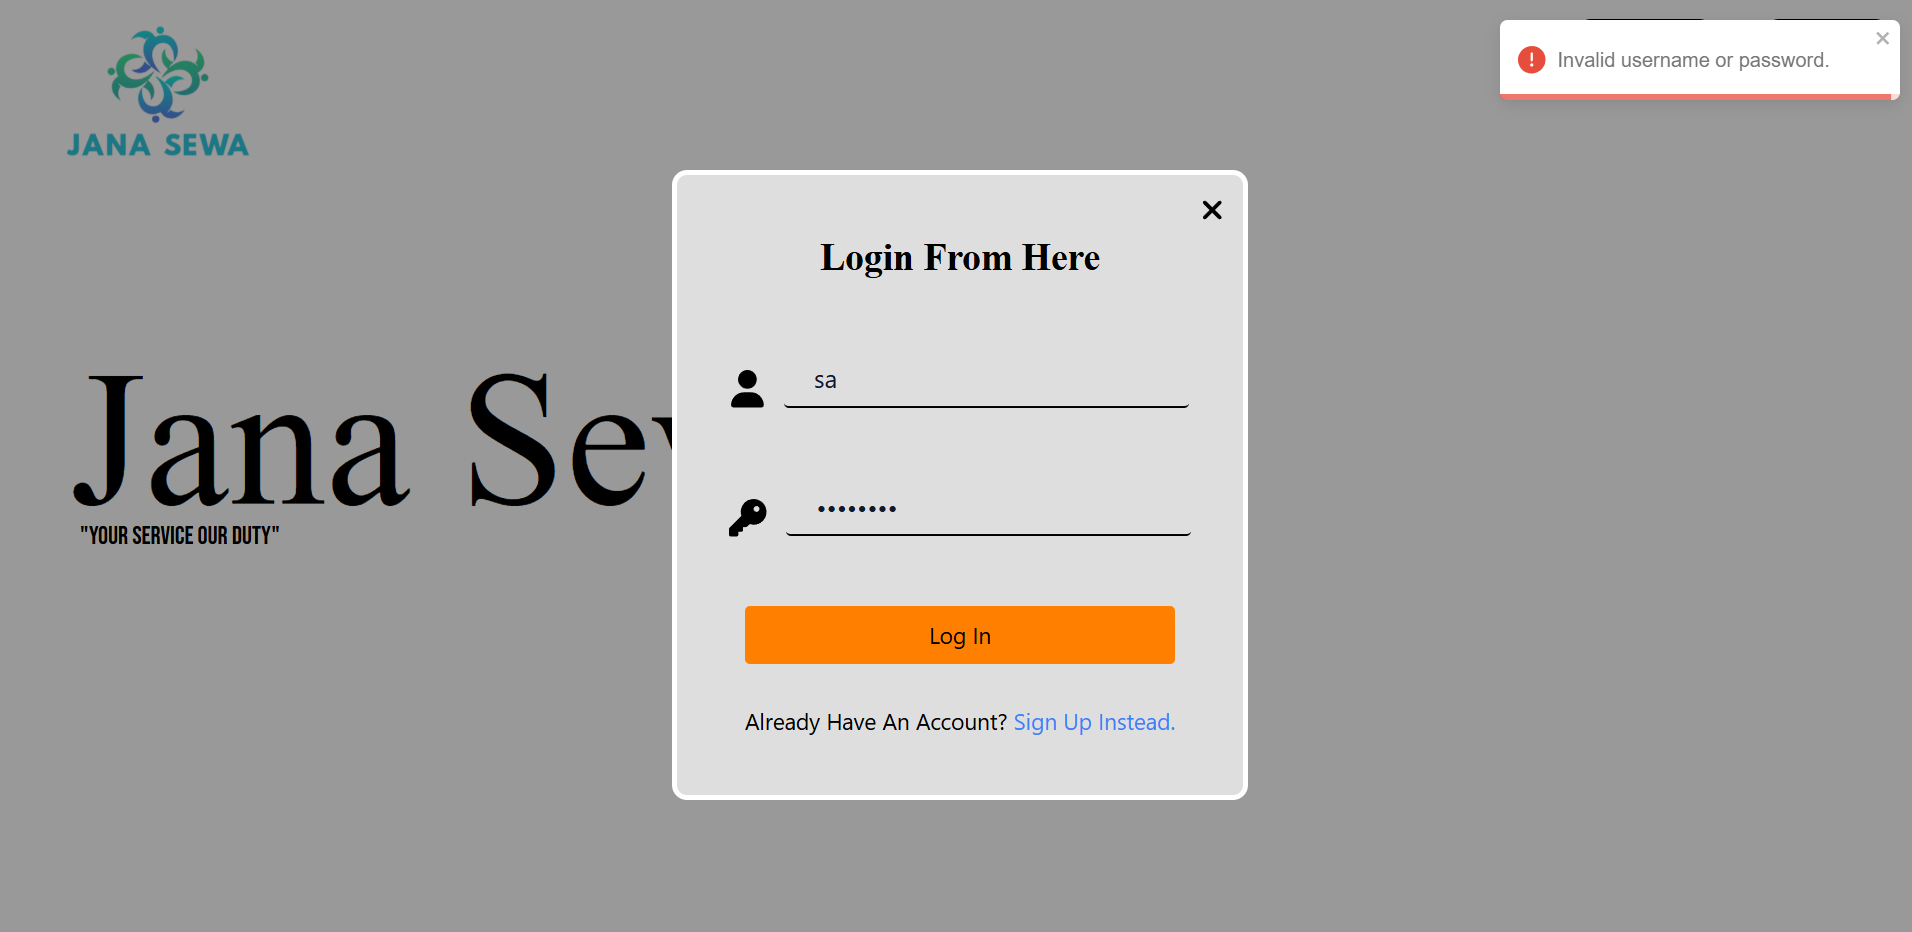 JANA SEWA
Invalid username or password.
Login From Here
sa
••••••••
Jana Se
"YOUR SERVICE OUR DUTY"
Log In
Already Have An Account? Sign Up Instead.